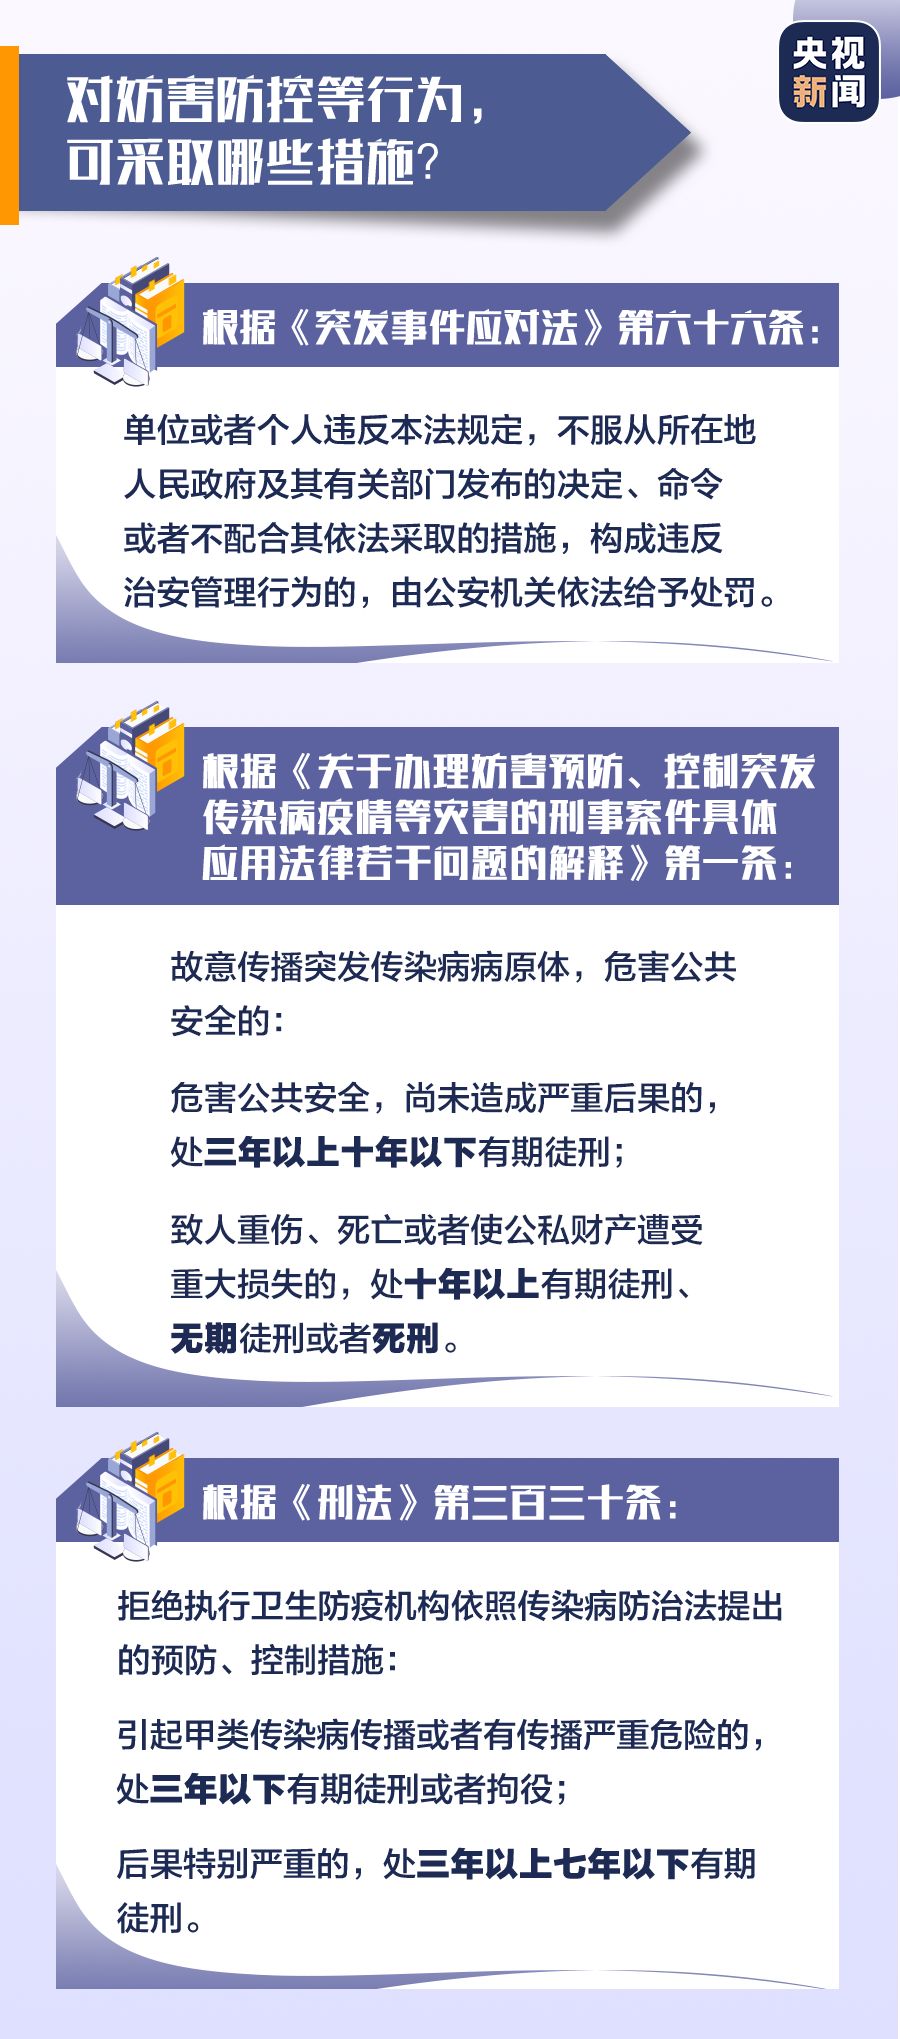 央视
新闻
对妨害防控等行为，
可采取哪些措施？
根据《突发事件应对法》第六十六条：
单位或者个人违反本法规定，不服从所在地
人民政府及其有关部门发布的决定、命令
或者不配合其依法采取的措施，构成违反
治安管理行为的，由公安机关依法给予处罚。
根据《关于办理妨害预防、控制突发
传染病疫情等灾害的刑事案件具体
应用法律若干问题的解释》第一条：
故意传播突发传染病病原体，危害公共
安全的：
危害公共安全，尚未造成严重后果的，
处三年以上十年以下有期徒刑；
致人重伤、死亡或者使公私财产遭受
重大损失的，处十年以上有期徒刑、
无期徒刑或者死刑。
根据《刑法》第三百三十条：
拒绝执行卫生防疫机构依照传染病防治法提出
的预防、控制措施：
引起甲类传染病传播或者有传播严重危险的，
处三年以下有期徒刑或者拘役；
后果特别严重的，处三年以上七年以下有期
徒刑。